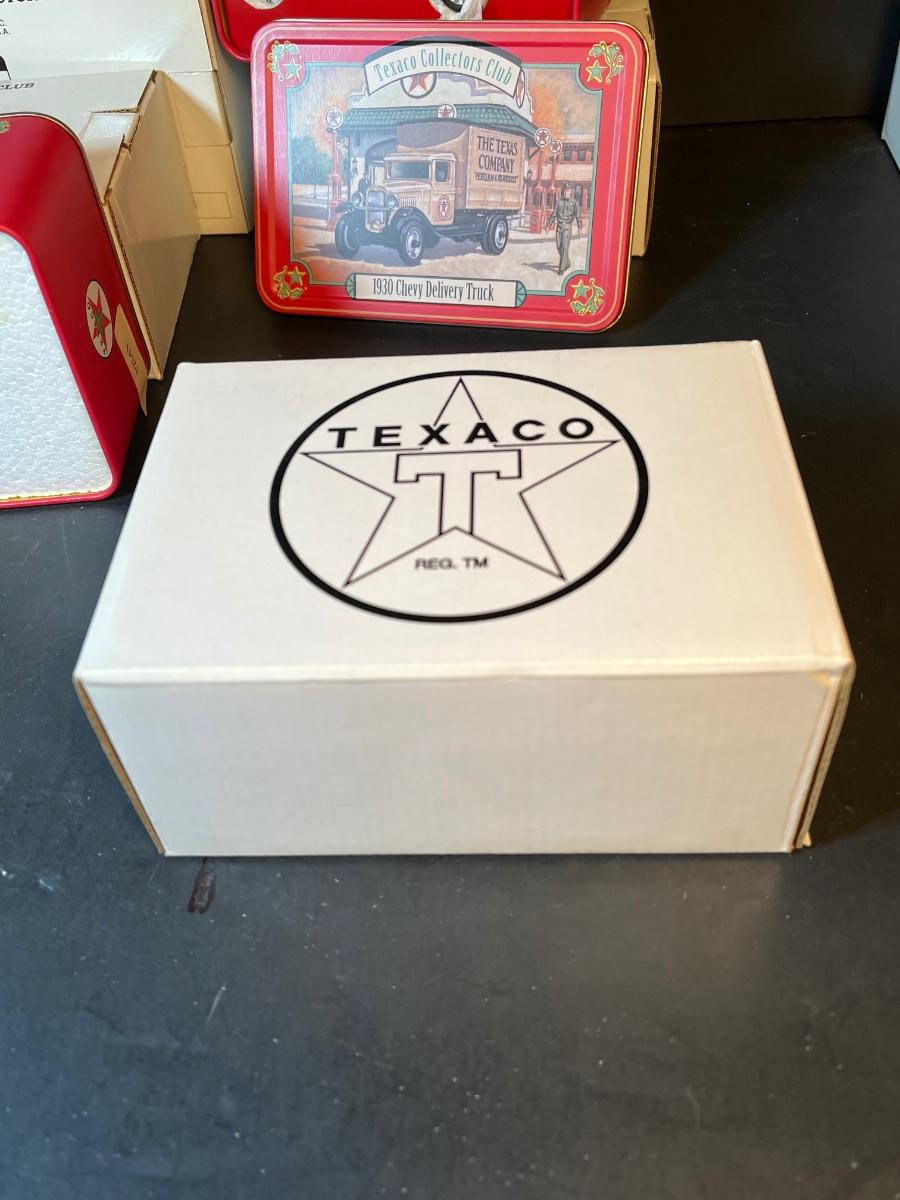 C.
A.
CLUB
Texaco Collectors Club
THE TEXAS
COMPANY
1930 Chevy Delivery Truck
TEXACO
T
REG. TM